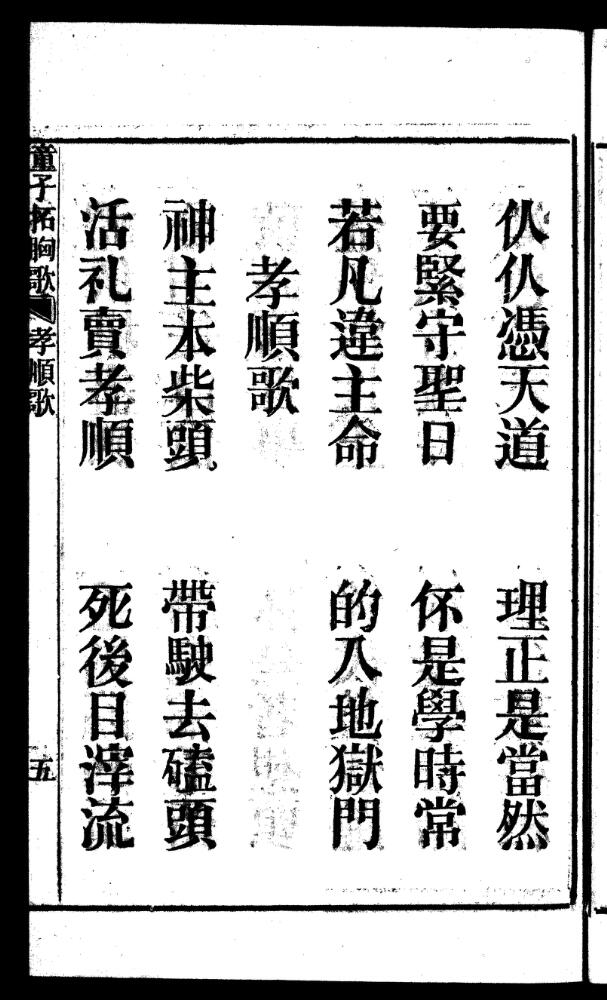 仈仈憑天道 理正是當然
要緊守聖日 伓是學時常
若凡違主命 的入地獄門
孝順歌
神主本柴頭 帶駛去磕頭
活礼賣孝順 死後目滓流
童子拓胸歌 孝順歌 五